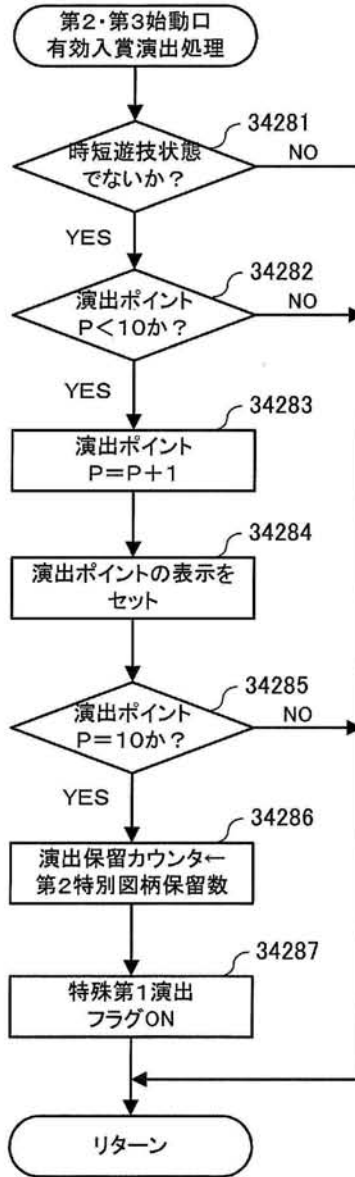 第2・第3始動口
有効入賞演出処理
34281
時短遊技状態
でないか？
NO
YES
34282
演出ポイント
P＜10か？
NO
YES
34283
演出ポイント
P＝P＋1
34284
演出ポイントの表示を
セット
34285
演出ポイント
P＝10か？
NO
YES
34286
演出保留カウンタ←
第2特別図柄保留数
34287
特殊第1演出
フラグON
リターン